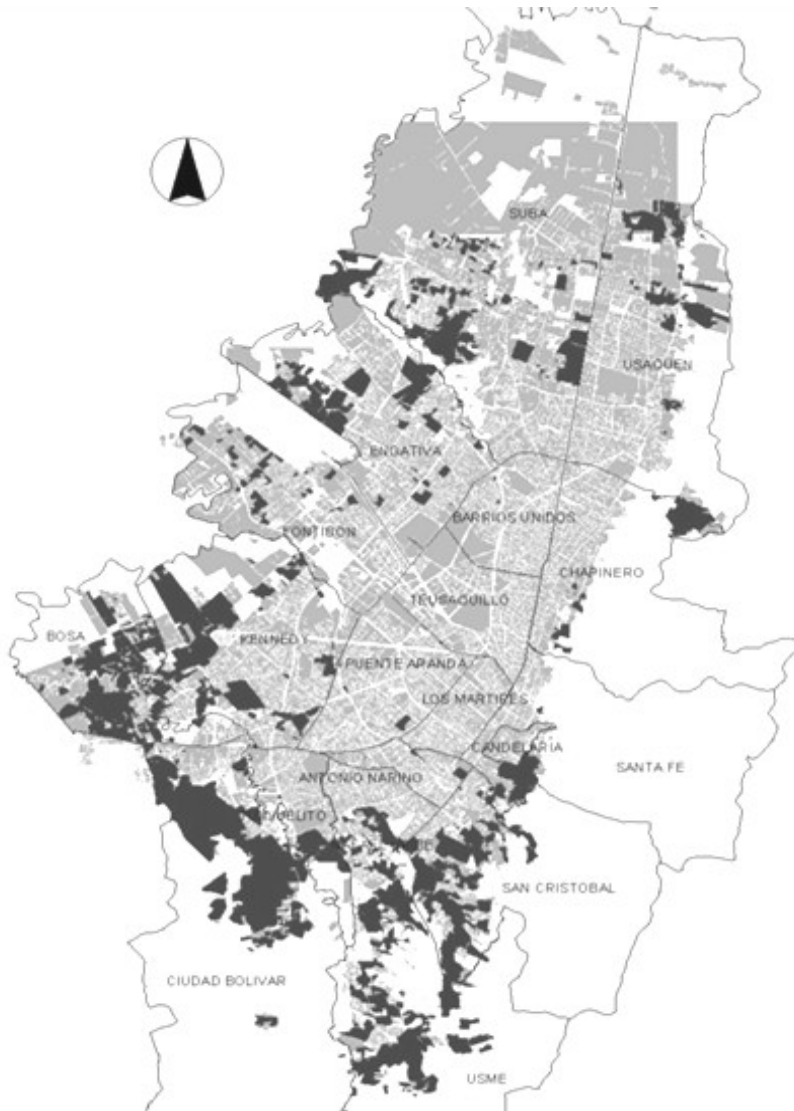 SUBA
USAQUEN
ENGATIVA
BARRIOS UNIDOS
FONTIBON
CHAPINERO
TEUSAQUILLO
BOSA
KENNEDY
PUENTE ARANDA
LOS MARTIRES
CANDELARIA
SANTA FE
ANTONIO NARIÑO
SAN CRISTOBAL
CIUDAD BOLIVAR
USME